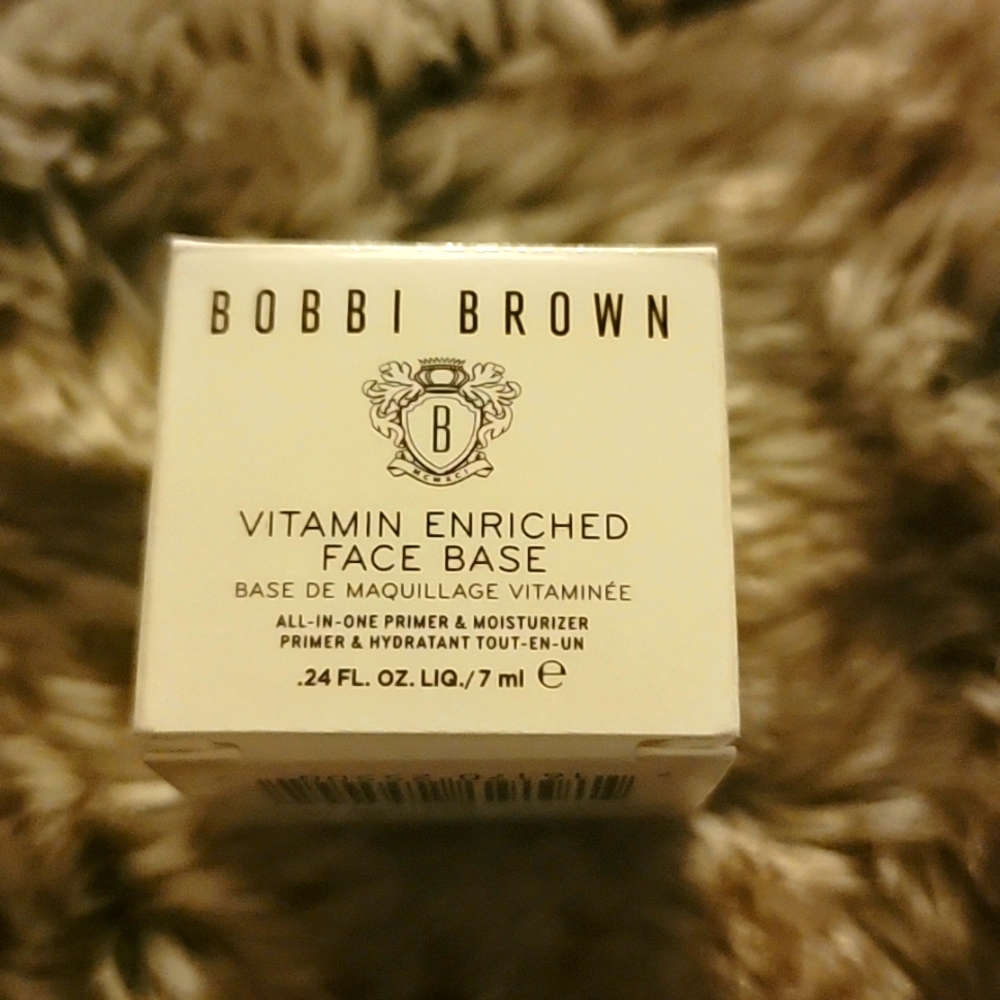 BOBBI BROWN
B
MCMXCI
VITAMIN ENRICHED
FACE BASE
BASE DE MAQUILLAGE VITAMINÉE
ALL-IN-ONE PRIMER & MOISTURIZER
PRIMER & HYDRATANT TOUT-EN-UN
.24 FL. OZ. LIQ./7 ml ℮